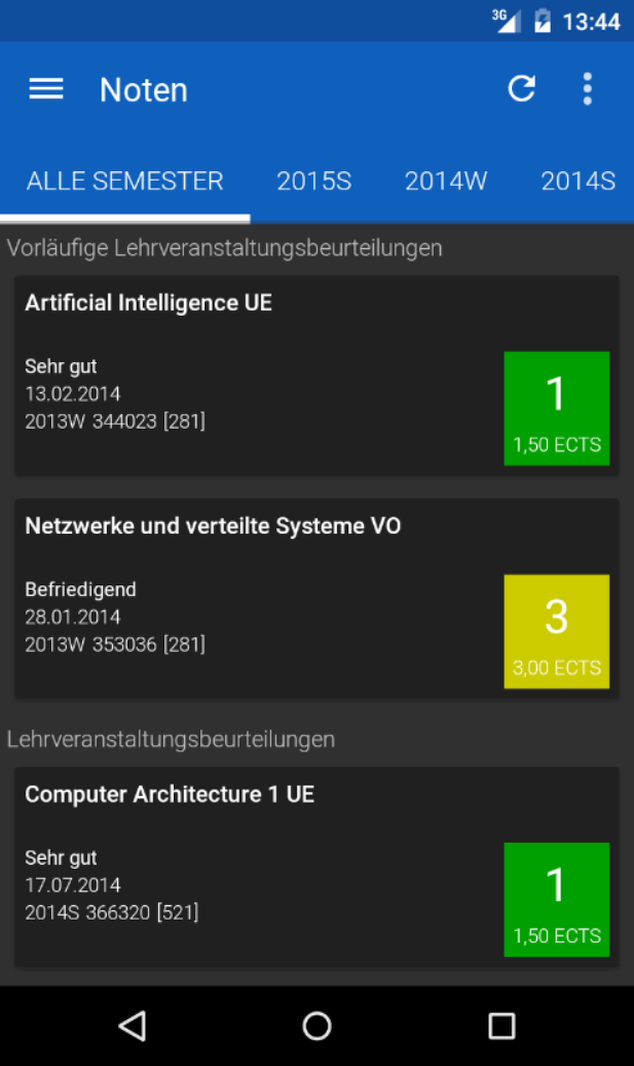 3G 13:44
Noten
ALLE SEMESTER 2015S 2014W 2014S
Vorläufige Lehrveranstaltungsbeurteilungen
Artificial Intelligence UE
Sehr gut
13.02.2014
2013W 344023 [281]
1
1,50 ECTS
Netzwerke und verteilte Systeme VO
Befriedigend
28.01.2014
2013W 353036 [281]
3
3,00 ECTS
Lehrveranstaltungsbeurteilungen
Computer Architecture 1 UE
Sehr gut
17.07.2014
2014S 366320 [521]
1
1,50 ECTS